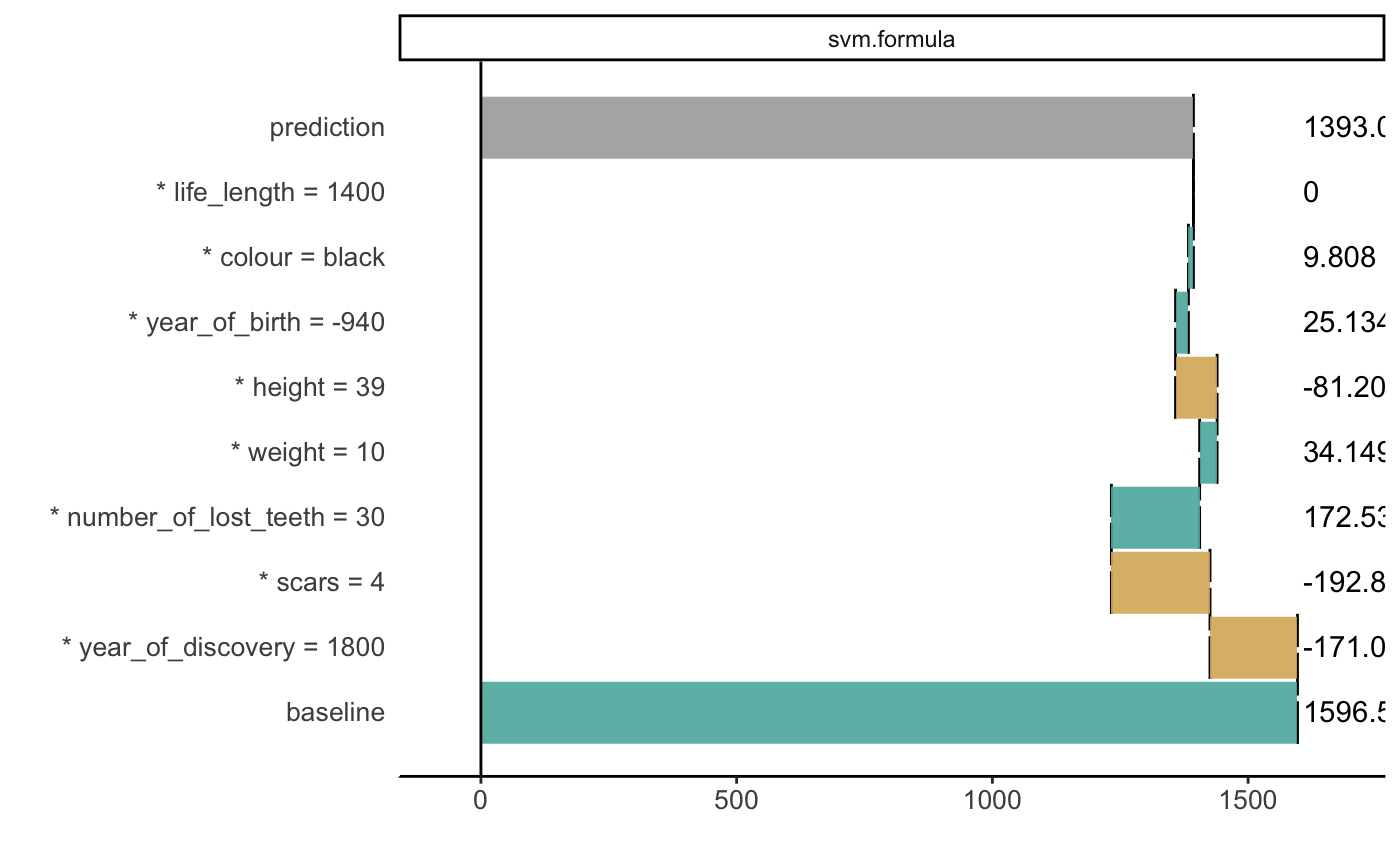 svm.formula
prediction 1393.0
* life_length = 1400 0
* colour = black 9.808
* year_of_birth = -940 25.134
* height = 39 -81.20
* weight = 10 34.149
* number_of_lost_teeth = 30 172.53
* scars = 4 -192.8
* year_of_discovery = 1800 -171.0
baseline 1596.5
0 500 1000 1500